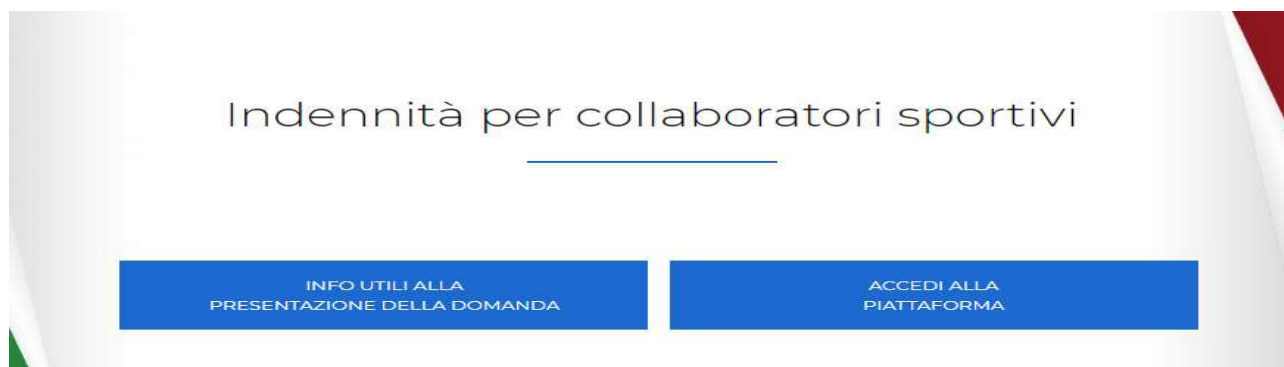 Indennità per collaboratori sportivi
INFO UTILI ALLA
PRESENTAZIONE DELLA DOMANDA
ACCEDI ALLA
PIATTAFORMA